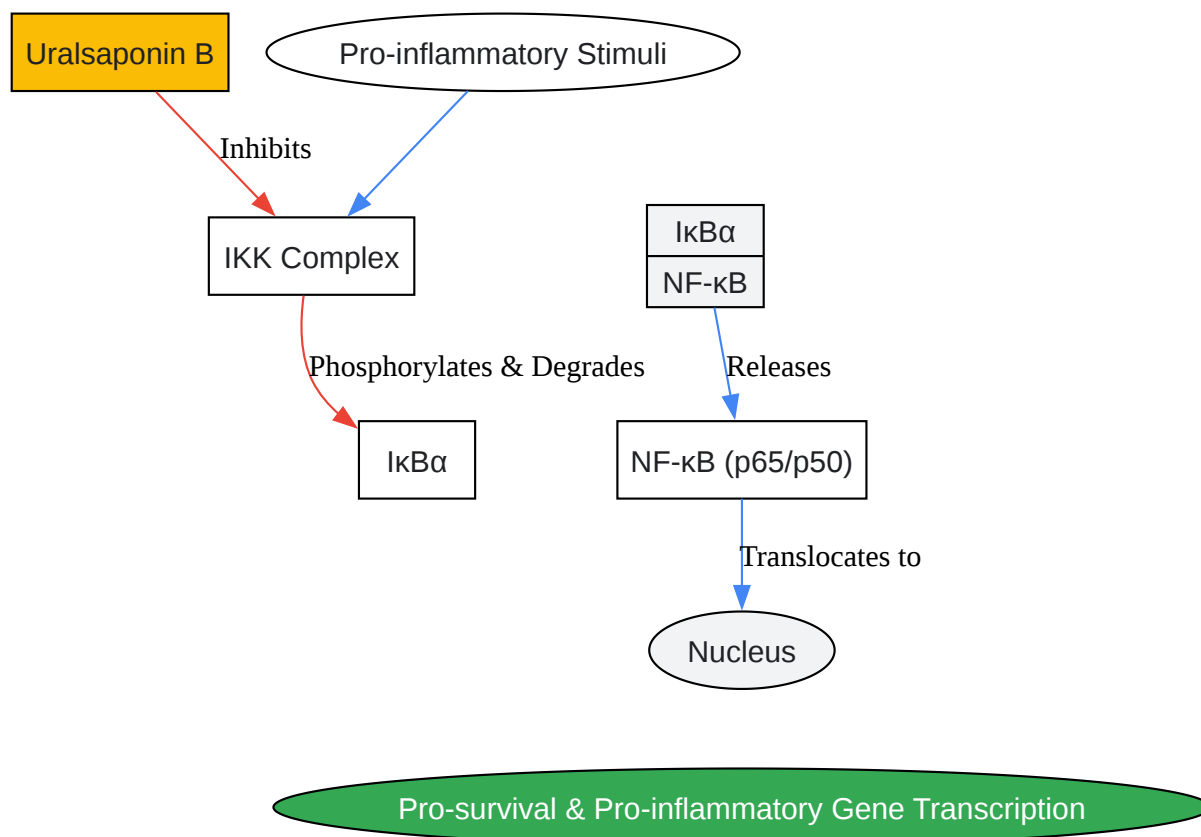 Uralsaponin B
Pro-inflammatory Stimuli
Inhibits
IKK Complex
IκBα
NF-κB
Phosphorylates & Degrades
Releases
IκBα
NF-κB (p65/p50)
Translocates to
Nucleus
Pro-survival & Pro-inflammatory Gene Transcription